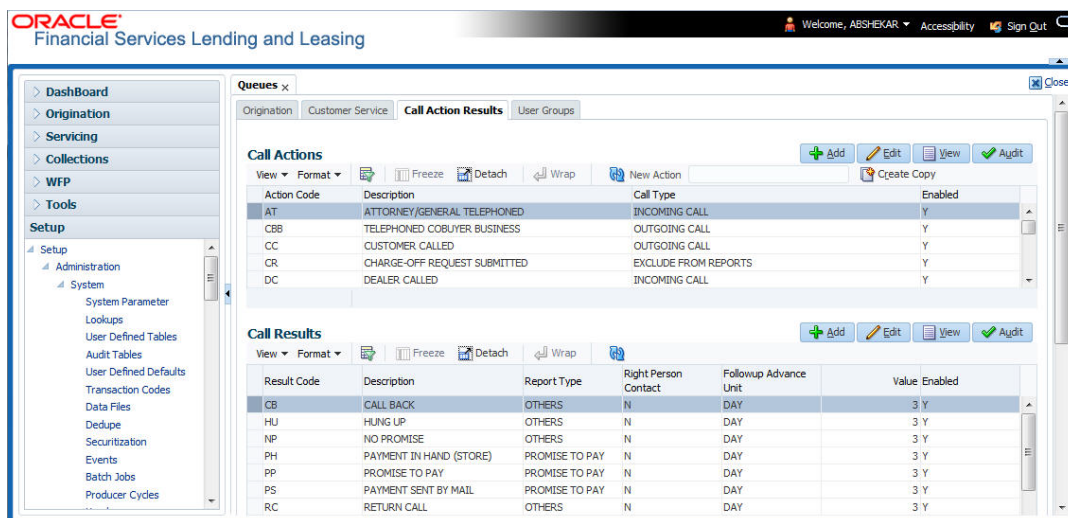 ORACLE
Financial Services Lending and Leasing
Welcome, ABSHEKAR Accessibility Sign Out
DashBoard
Origination
Servicing
Collections
WFP
Tools
Setup
Setup
Administration
System
System Parameter
Lookups
User Defined Tables
Audit Tables
User Defined Defaults
Transaction Codes
Data Files
Dedupe
Securitization
Events
Batch Jobs
Producer Cycles
Queues Close
Origination Customer Service Call Action Results User Groups
Call Actions Add Edit View Audit
View Format Freeze Detach Wrap New Action Create Copy
Action Code Description Call Type Enabled
AT ATTORNEY/GENERAL TELEPHONED INCOMING CALL Y
CBB TELEPHONED COBUYER BUSINESS OUTGOING CALL Y
CC CUSTOMER CALLED OUTGOING CALL Y
CR CHARGE-OFF REQUEST SUBMITTED EXCLUDE FROM REPORTS Y
DC DEALER CALLED INCOMING CALL Y
Call Results Add Edit View Audit
View Format Freeze Detach Wrap
Result Code Description Report Type Right Person Contact Followup Advance Unit Value Enabled
CB CALL BACK OTHERS N DAY 3 Y
HU HUNG UP OTHERS N DAY 3 Y
NP NO PROMISE OTHERS N DAY 3 Y
PH PAYMENT IN HAND (STORE) PROMISE TO PAY N DAY 3 Y
PP PROMISE TO PAY PROMISE TO PAY N DAY 3 Y
PS PAYMENT SENT BY MAIL PROMISE TO PAY N DAY 3 Y
RC RETURN CALL OTHERS N DAY 3 Y